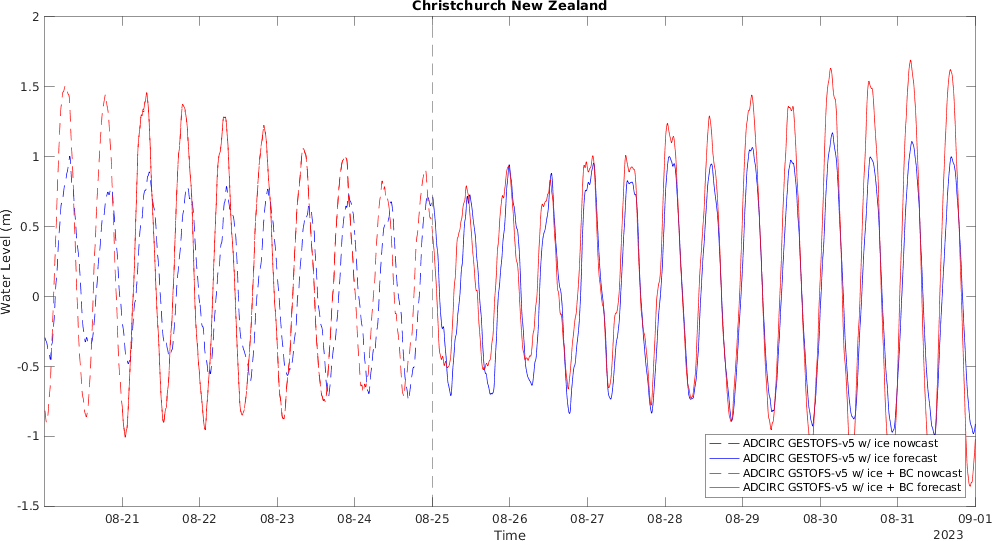 Christchurch New Zealand
2
1.5
1
0.5
0
-0.5
-1
-1.5
Water Level (m)
ADCIRC GESTOFS-v5 w/ ice nowcast
ADCIRC GESTOFS-v5 w/ ice forecast
ADCIRC GSTOFS-v5 w/ ice + BC nowcast
ADCIRC GSTOFS-v5 w/ ice + BC forecast
08-21 08-22 08-23 08-24 08-25 08-26 08-27 08-28 08-29 08-30 08-31 09-01
Time 2023